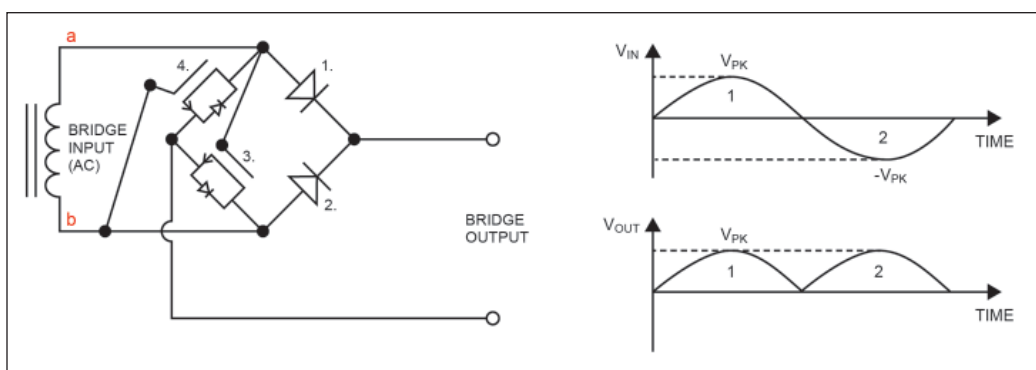 a
4.
1.
BRIDGE
INPUT
(AC)
3.
2.
b
BRIDGE
OUTPUT
VIN
VPK
1
2
TIME
-VPK
VOUT
VPK
1
2
TIME